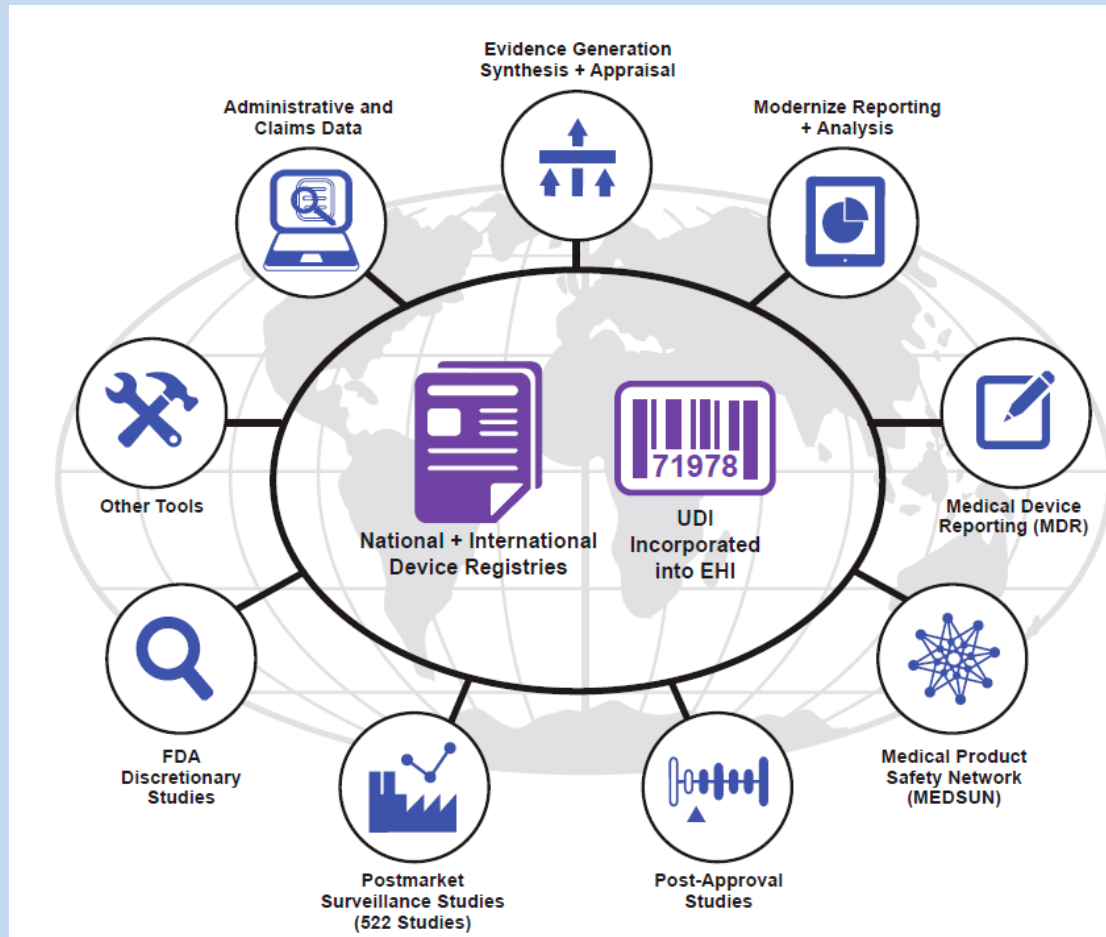 Evidence Generation
Synthesis + Appraisal
Administrative and
Claims Data
Modernize Reporting
+ Analysis
71978
Other Tools
National + International
Device Registries
UDI
Incorporated
into EHI
Medical Device
Reporting (MDR)
FDA
Discretionary
Studies
Medical Product
Safety Network
(MEDSUN)
Postmarket
Surveillance Studies
(522 Studies)
Post-Approval
Studies